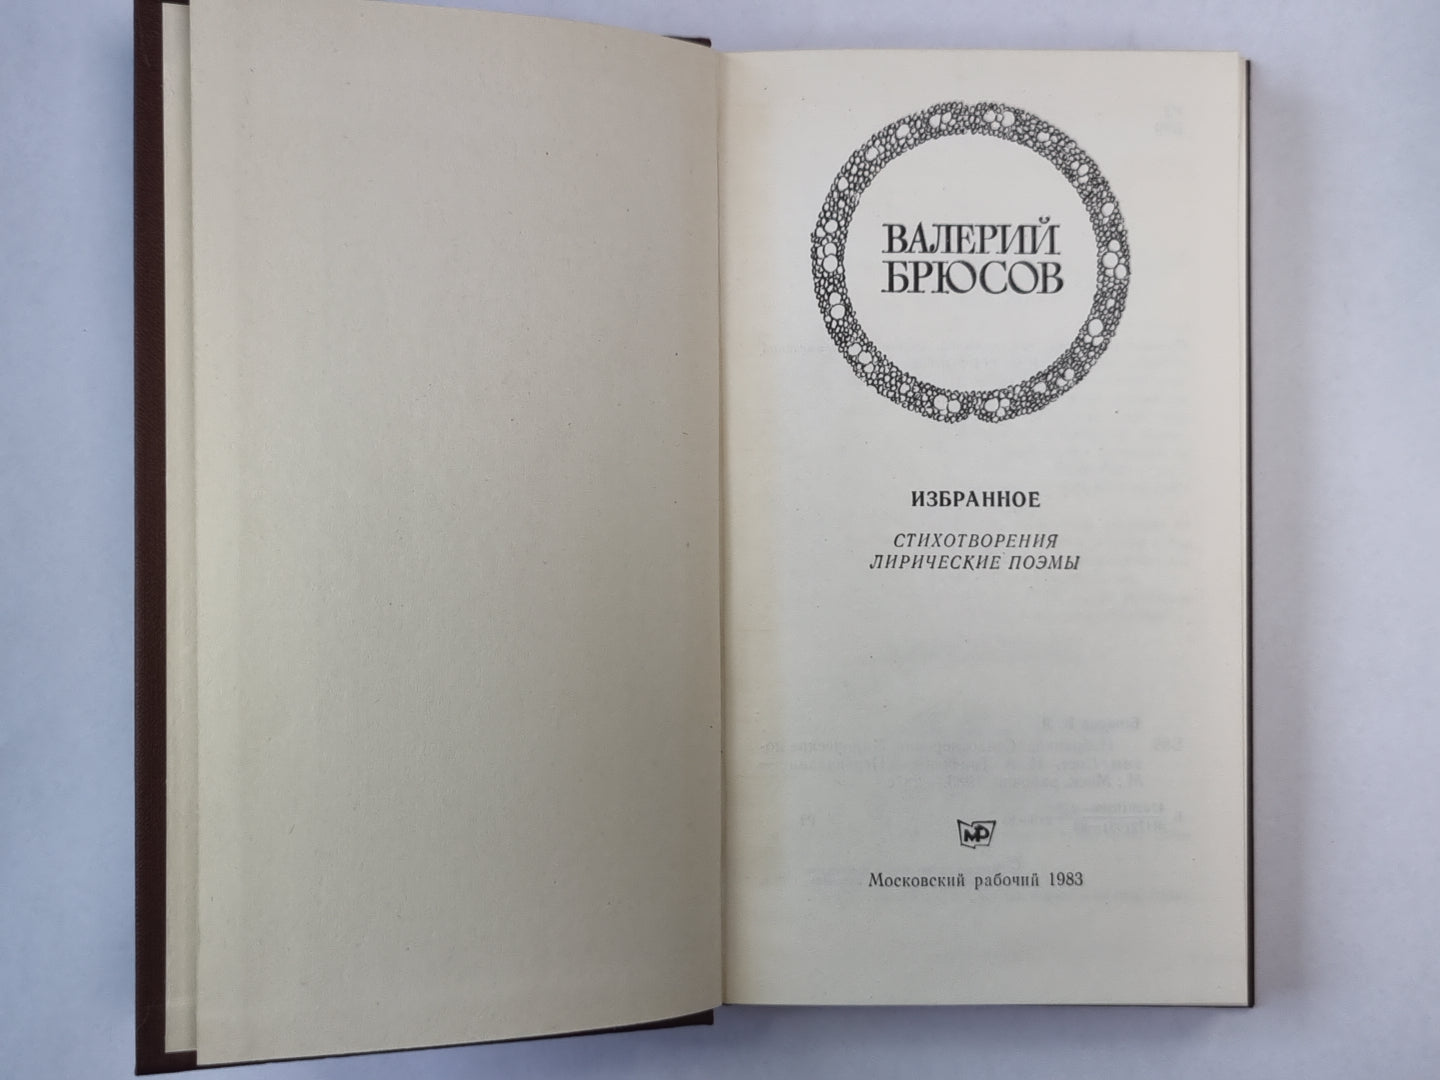 ВАЛЕРИЙ
БРЮСОВ
ИЗБРАННОЕ
СТИХОТВОРЕНИЯ
ЛИРИЧЕСКИЕ ПОЭМЫ
МР
Московский рабочий 1983